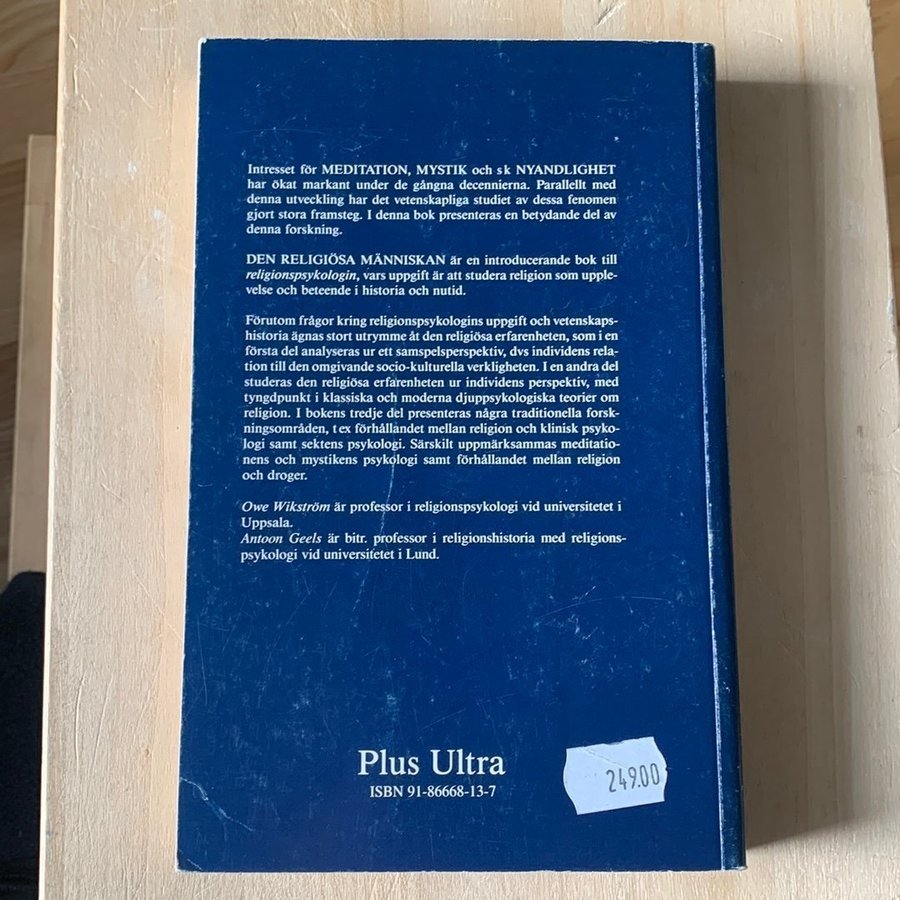 Intresset för MEDITATION, MYSTIK och s k NYANDLIGHET
har ökat markant under de gångna decennierna. Parallellt med
denna utveckling har det vetenskapliga studiet av dessa fenomen
gjort stora framsteg. I denna bok presenteras en betydande del av
denna forskning.
DEN RELIGIÖSA MÄNNISKAN är en introducerande bok till
religionspsykologin, vars uppgift är att studera religion som upple-
velse och beteende i historia och nutid.
Förutom frågor kring religionspsykologins uppgift och vetenskaps-
historia ägnas stort utrymme åt den religiösa erfarenheten, som i en
första del analyseras ur ett samspelsperspektiv, dvs individens rela-
tion till den omgivande socio-kulturella verkligheten. I en andra del
studeras den religiösa erfarenheten ur individens perspektiv, med
tyngdpunkt i klassiska och moderna djuppsykologiska teorier om
religion. I bokens tredje del presenteras några traditionella forsk-
ningsområden, t ex förhållandet mellan religion och klinisk psyko-
logi samt sektens psykologi. Särskilt uppmärksammas meditatio-
nens och mystikens psykologi samt förhållandet mellan religion
och droger.
Owe Wikström är professor i religionspsykologi vid universitetet i
Uppsala.
Antoon Geels är bitr. professor i religionshistoria med religions-
psykologi vid universitetet i Lund.
Plus Ultra
ISBN 91-86668-13-7
249.00